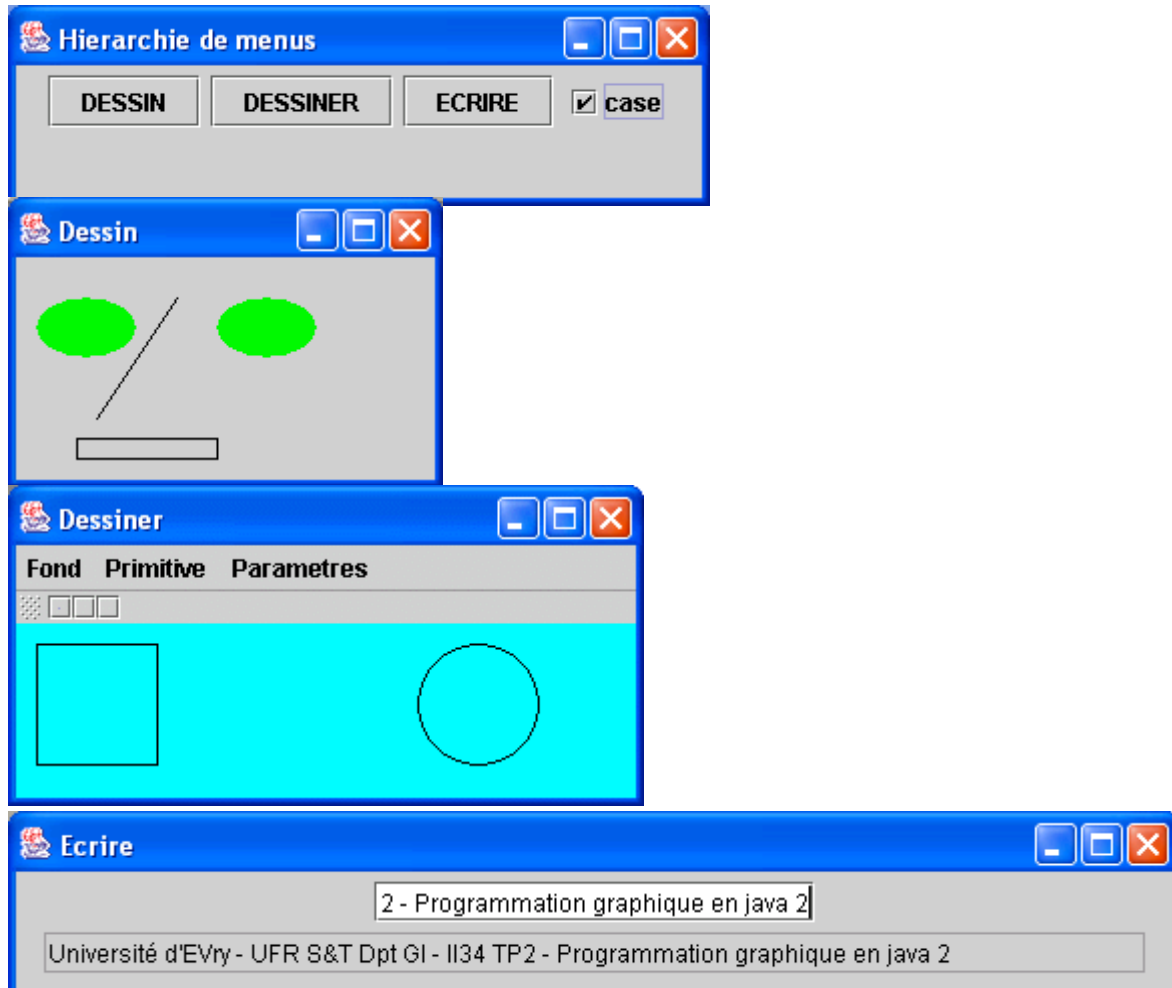 Hierarchie de menus
DESSIN DESSINER ECRIRE case
Dessin
Dessiner
Fond Primitive Parametres
Ecrire
2 - Programmation graphique en java 2
Université d'EVry - UFR S&T Dpt GI - II34 TP2 - Programmation graphique en java 2